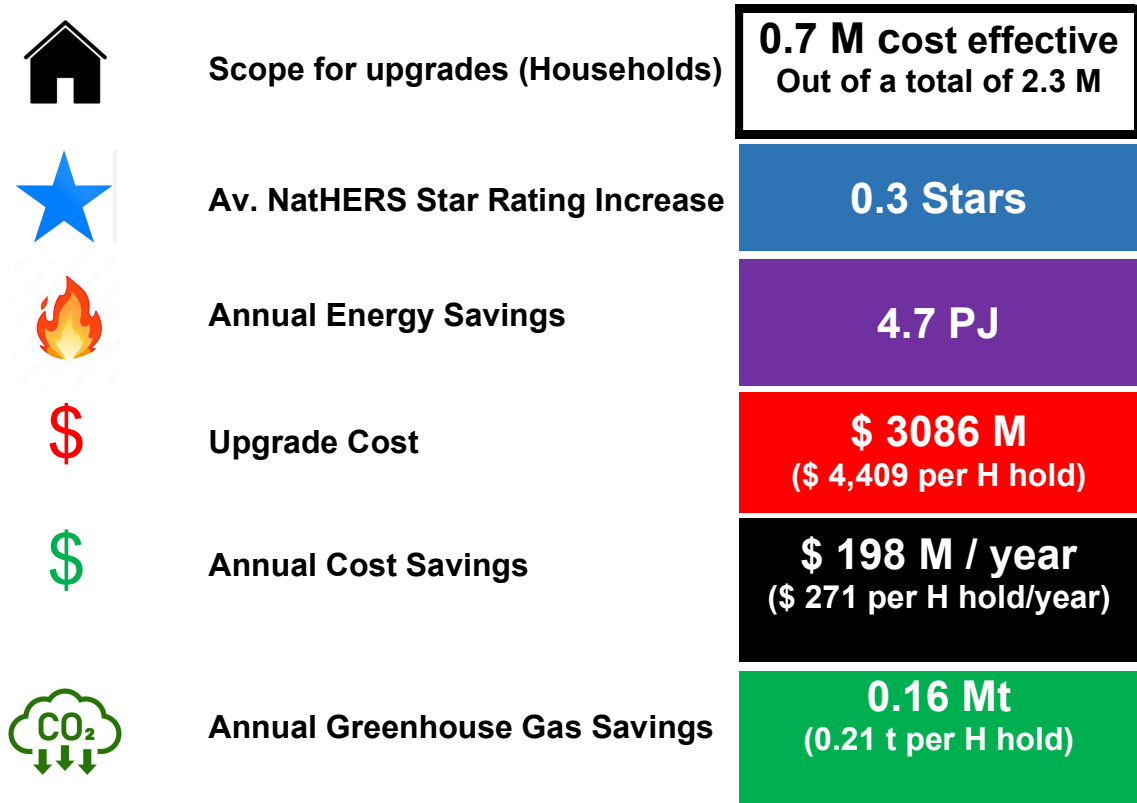 Scope for upgrades (Households)
0.7 M cost effective
Out of a total of 2.3 M
Av. NatHERS Star Rating Increase
0.3 Stars
Annual Energy Savings
4.7 PJ
$
Upgrade Cost
$ 3086 M
($ 4,409 per H hold)
$
Annual Cost Savings
$ 198 M / year
($ 271 per H hold/year)
CO₂
Annual Greenhouse Gas Savings
0.16 Mt
(0.21 t per H hold)